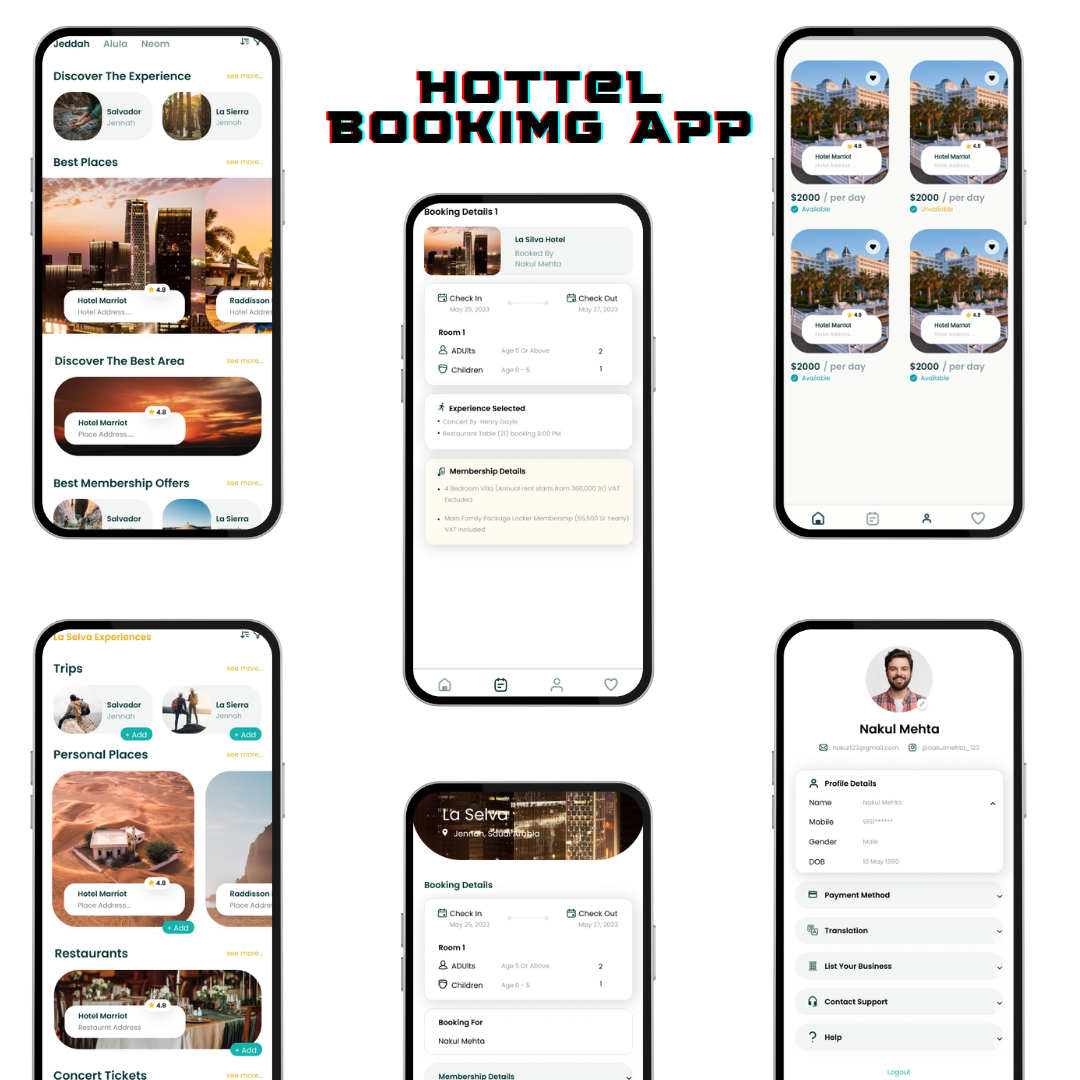 HOTTEL
BOOKIMG APP
Jeddah Alula Neom
Discover The Experience see more...
Salvador
Jennah
La Sierra
Jennah
Best Places see more...
4.8
Hotel Marriot
Hotel Address....
Raddisson
Hotel Addres
Discover The Best Area see more...
4.8
Hotel Marriot
Place Address....
Best Membership Offers see more...
Salvador
La Sierra
Booking Details 1
La Silva Hotel
Booked By
Nakul Mehta
Check In Check Out
May 25, 2023 May 27, 2023
Room 1
ADUlts Age 5 Or Above 2
Children Age 0 - 5 1
Experience Selected
• Concert By Henry Gayle
• Restaurant Table (21) booking 8:00 PM
Membership Details
• 4 Bedroom Villa (Annual rent starts from 360,000 Sr) VAT
Excluded
• Main Family Package Locker Membership (55,500 Sr Yearly)
VAT Included
4.8
Hotel Marriot
Hotel Address....
$2000 / per day
Available
4.8
Hotel Marriot
Hotel Address....
$2000 / per day
Unvailable
4.8
Hotel Marriot
Hotel Address....
$2000 / per day
Available
4.8
Hotel Marriot
Hotel Address....
$2000 / per day
Available
La Selva Experiences
Trips see more...
Salvador
Jennah
+ Add
La Sierra
Jennah
+ Add
Personal Places see more...
4.8
Hotel Marriot
Place Address...
+ Add
Raddisson
Place Addres
Restaurants see more...
4.8
Hotel Marriot
Restaurnt Address
+ Add
Concert Tickets see more...
La Selva
Jennah, Saudi Arabia
Booking Details
Check In Check Out
May 25, 2023 May 27, 2023
Room 1
ADUlts Age 5 Or Above 2
Children Age 0 - 5 1
Booking For
Nakul Mehta
Membership Details
Nakul Mehta
nakul123@gmail.com @nakulmehta_123
Profile Details
Name Nakul Mehta
Mobile
Gender Male
DOB 10 May 1990
Payment Method
Translation
List Your Business
Contact Support
Help
Logout